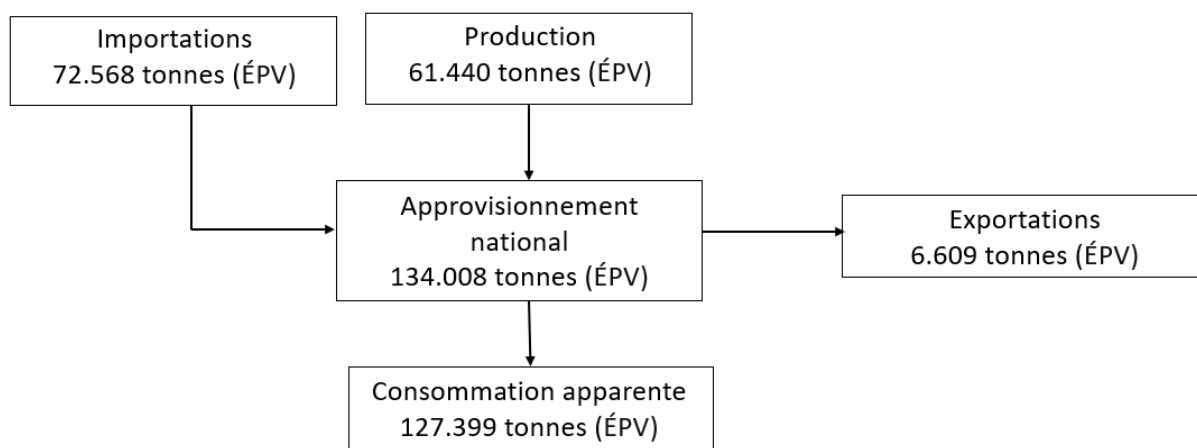 Importations
72.568 tonnes (ÉPV)
Production
61.440 tonnes (ÉPV)
Approvisionnement
national
134.008 tonnes (ÉPV)
Exportations
6.609 tonnes (ÉPV)
Consommation apparente
127.399 tonnes (ÉPV)